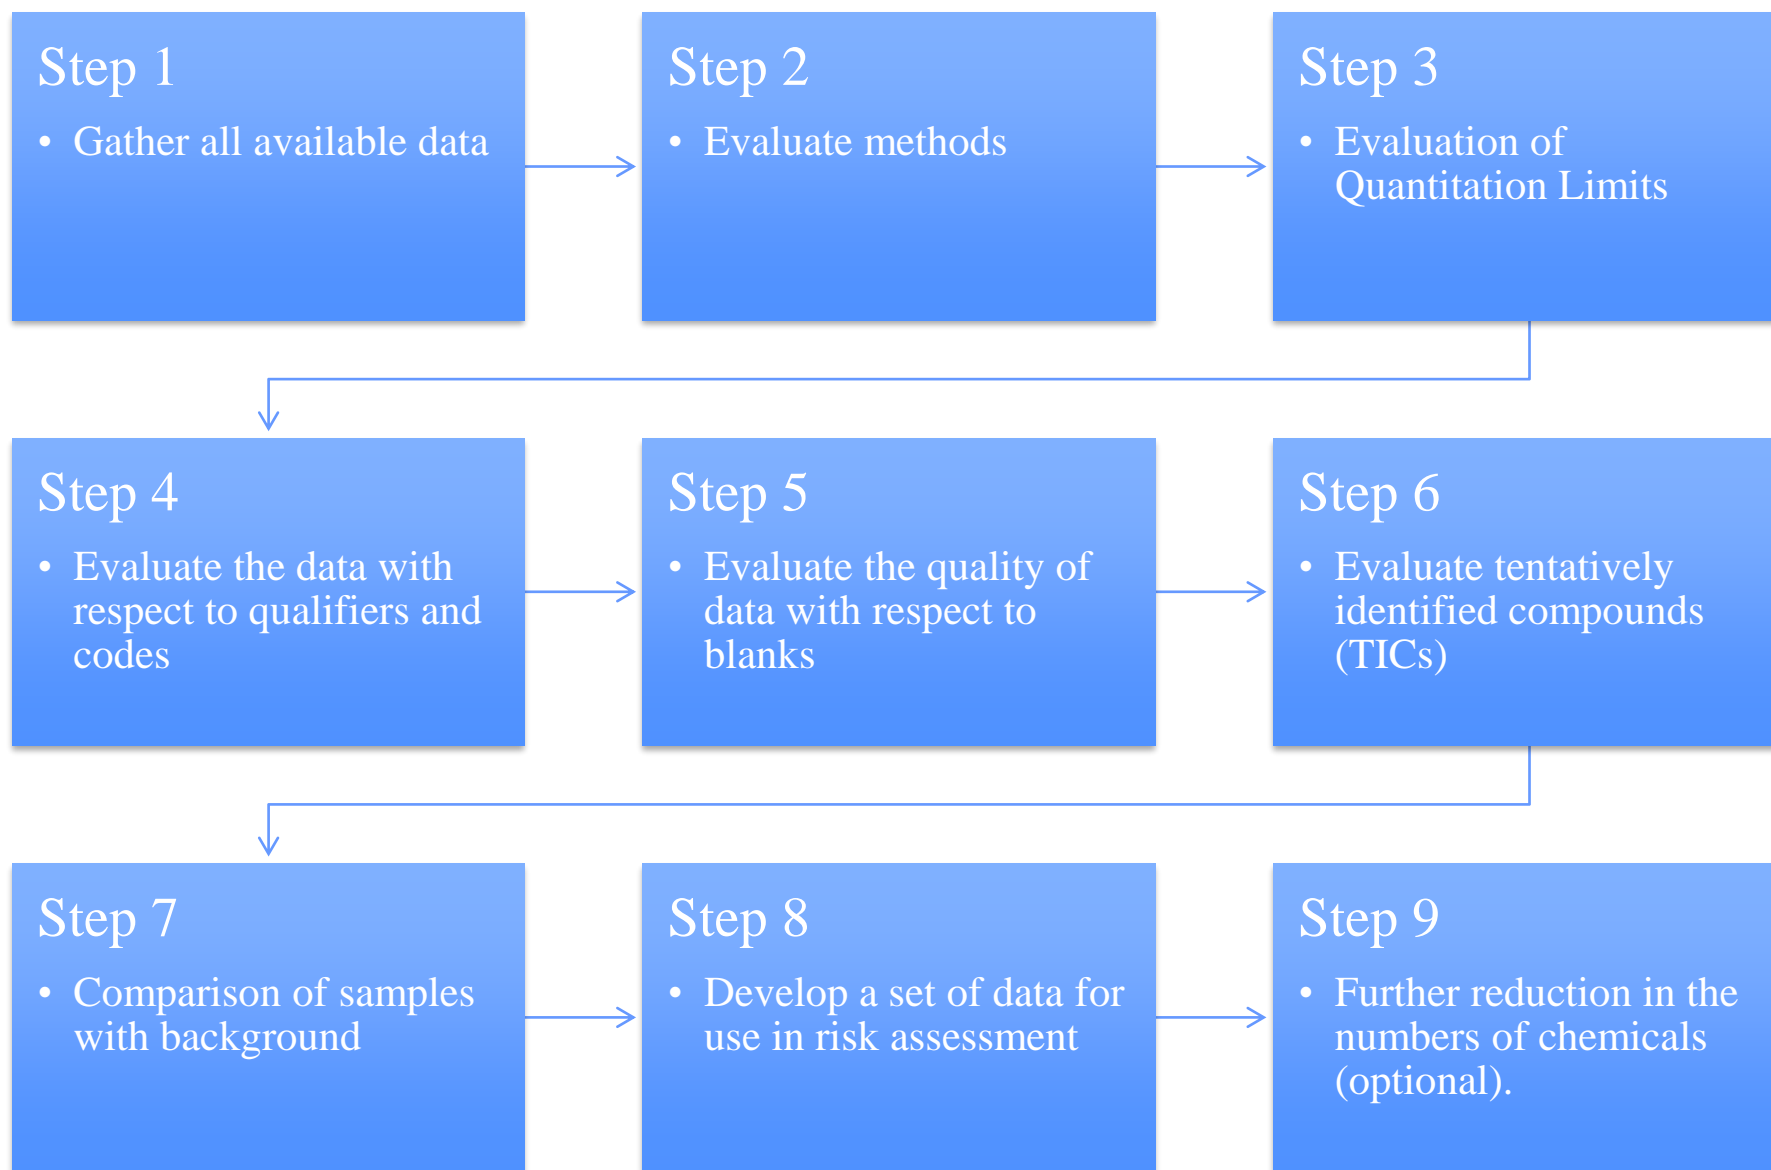 Step 1
• Gather all available data
Step 2
• Evaluate methods
Step 3
• Evaluation of
Quantitation Limits
Step 4
• Evaluate the data with
respect to qualifiers and
codes
Step 5
• Evaluate the quality of
data with respect to
blanks
Step 6
• Evaluate tentatively
identified compounds
(TICs)
Step 7
• Comparison of samples
with background
Step 8
• Develop a set of data for
use in risk assessment
Step 9
• Further reduction in the
numbers of chemicals
(optional).